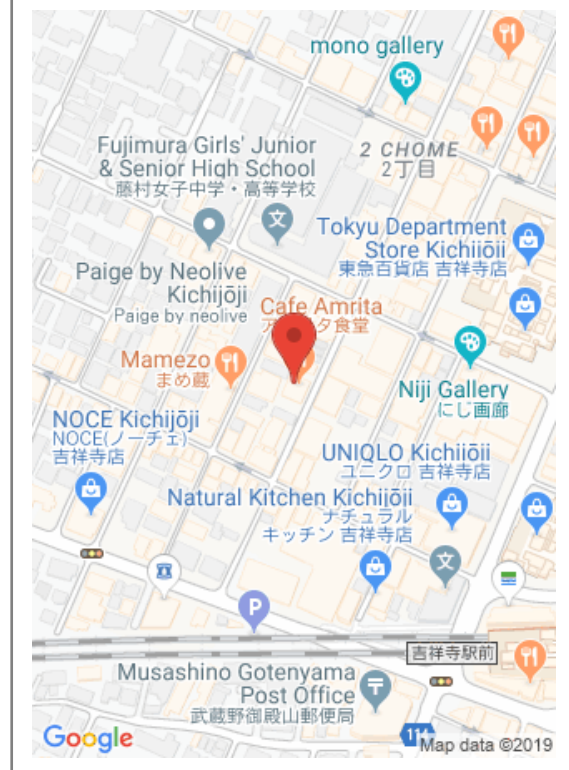 mono gallery
2 CHOME
2丁目
Fujimura Girls' Junior
& Senior High School
藤村女子中学・高等学校
文
Tokyu Department
Store Kichijōji
東急百貨店 吉祥寺店
Paige by Neolive
Kichijōji
Paige by neolive
Cafe Amrita
食堂
Mamezo
まめ蔵
Niji Gallery
にじ画廊
NOCE Kichijōji
NOCE(ノーチェ)
吉祥寺店
UNIQLO Kichijōji
ユニクロ 吉祥寺店
Natural Kitchen Kichijōji
ナチュラル
キッチン 吉祥寺店
文
P
吉祥寺駅前
Musashino Gotenyama
Post Office
武蔵野御殿山郵便局
Google
Map data ©2019